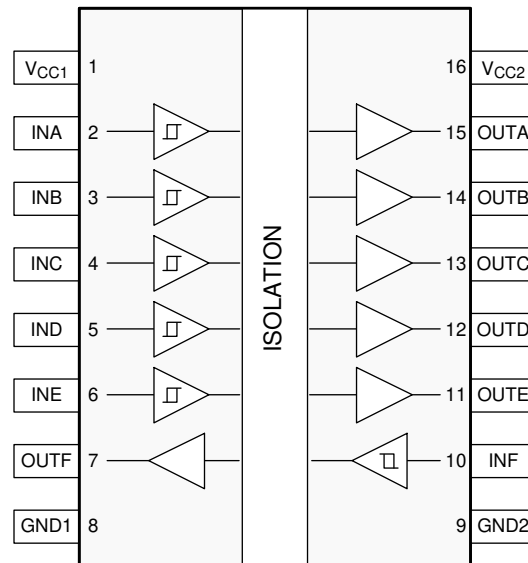 VCC1 1 16 VCC2
INA 2 15 OUTA
INB 3 14 OUTB
INC 4 13 OUTC
IND 5 12 OUTD
INE 6 11 OUTE
OUTF 7 10 INF
GND1 8 9 GND2
ISOLATION